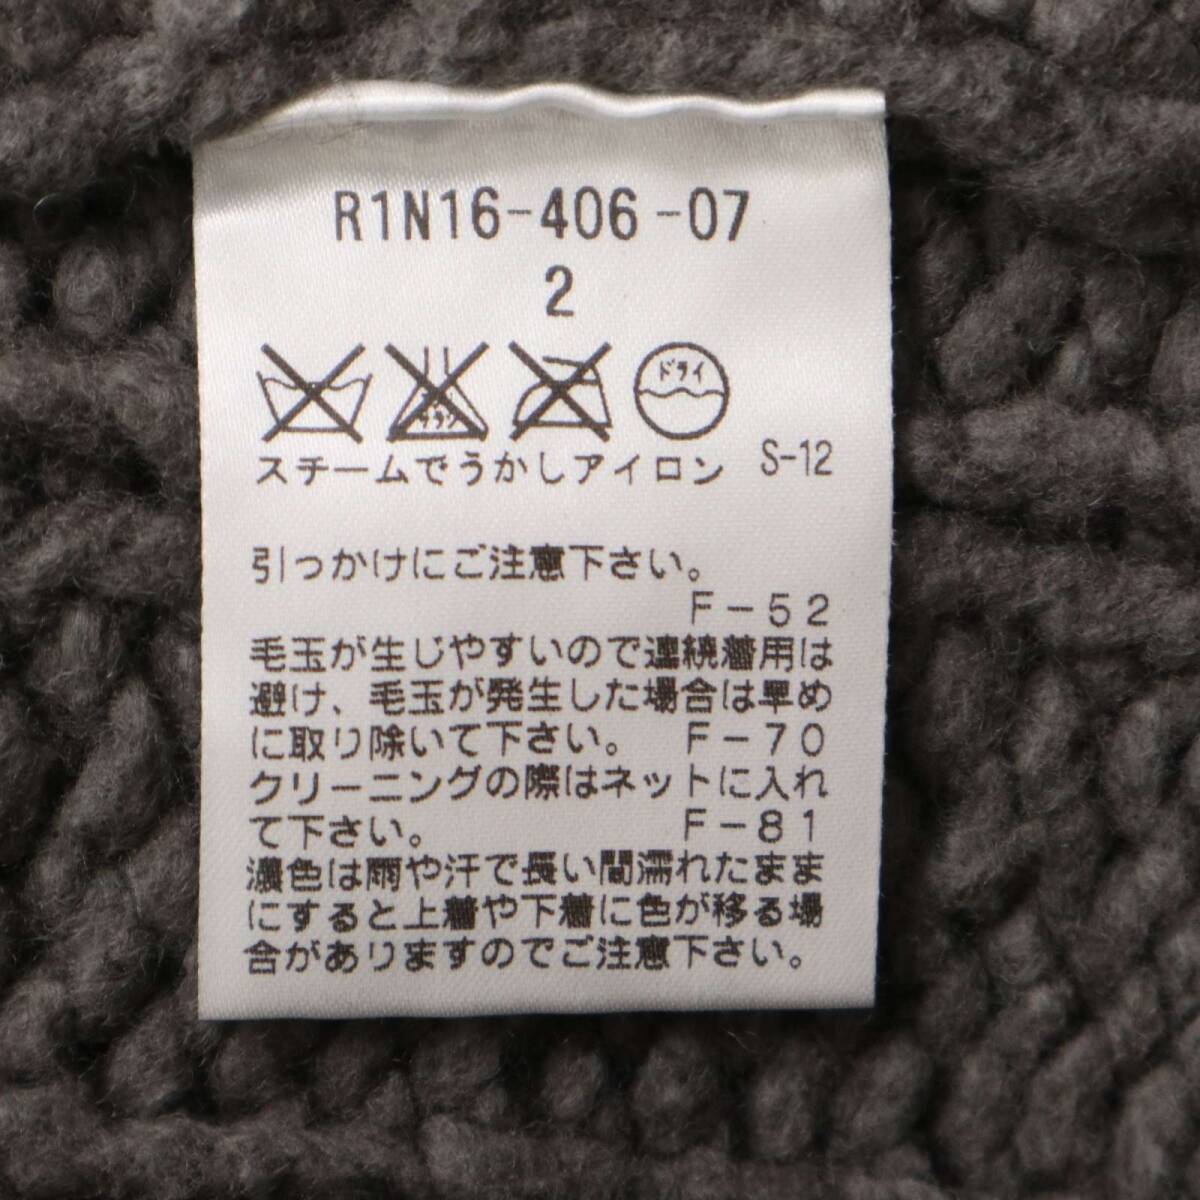 R1N16-406-07
2
エンソ
サラシ
ドライ
スチームでうかしアイロン S-12
引っかけにご注意下さい。
F-52
毛玉が生じやすいので連続着用は
避け、毛玉が発生した場合は早め
に取り除いて下さい。 F-70
クリーニングの際はネットに入れ
て下さい。 F-81
濃色は雨や汗で長い間濡れたまま
にすると上着や下着に色が移る場
合がありますのでご注意下さい。